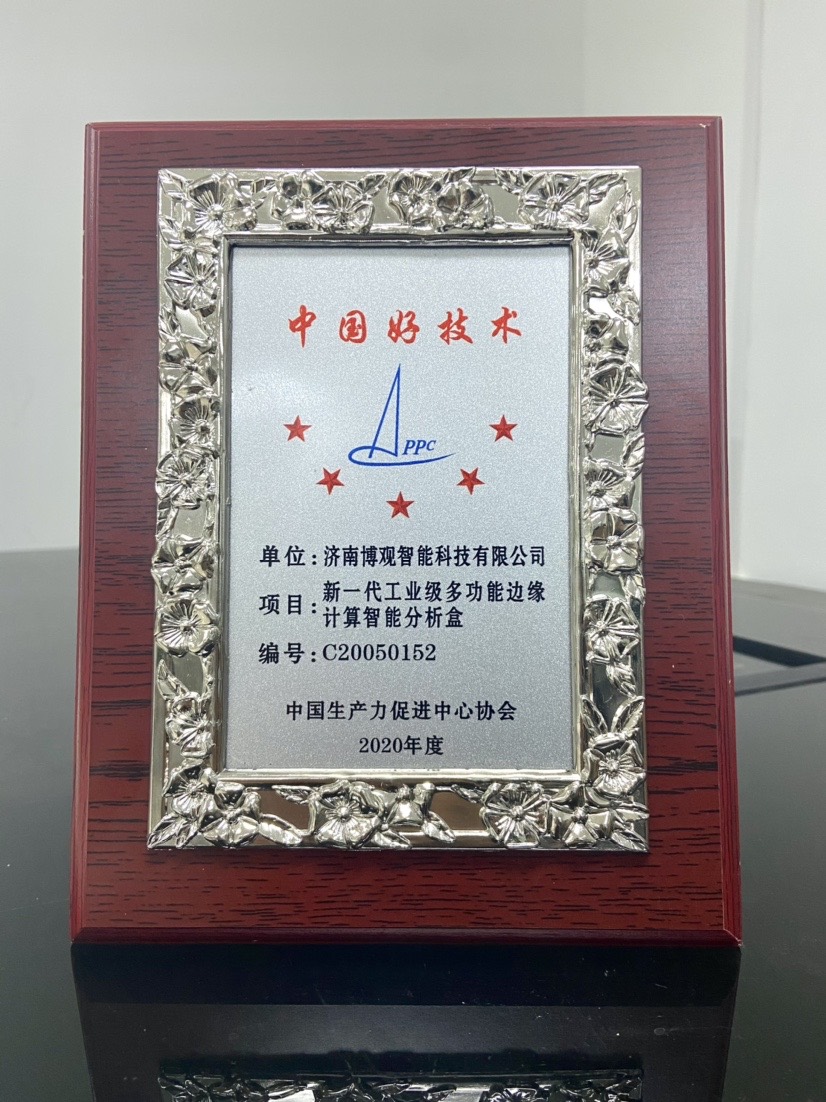 中国好技术
PPC
单位:济南博观智能科技有限公司
项目:新一代工业级多功能边缘
计算智能分析盒
编号:C20050152
中国生产力促进中心协会
2020年度